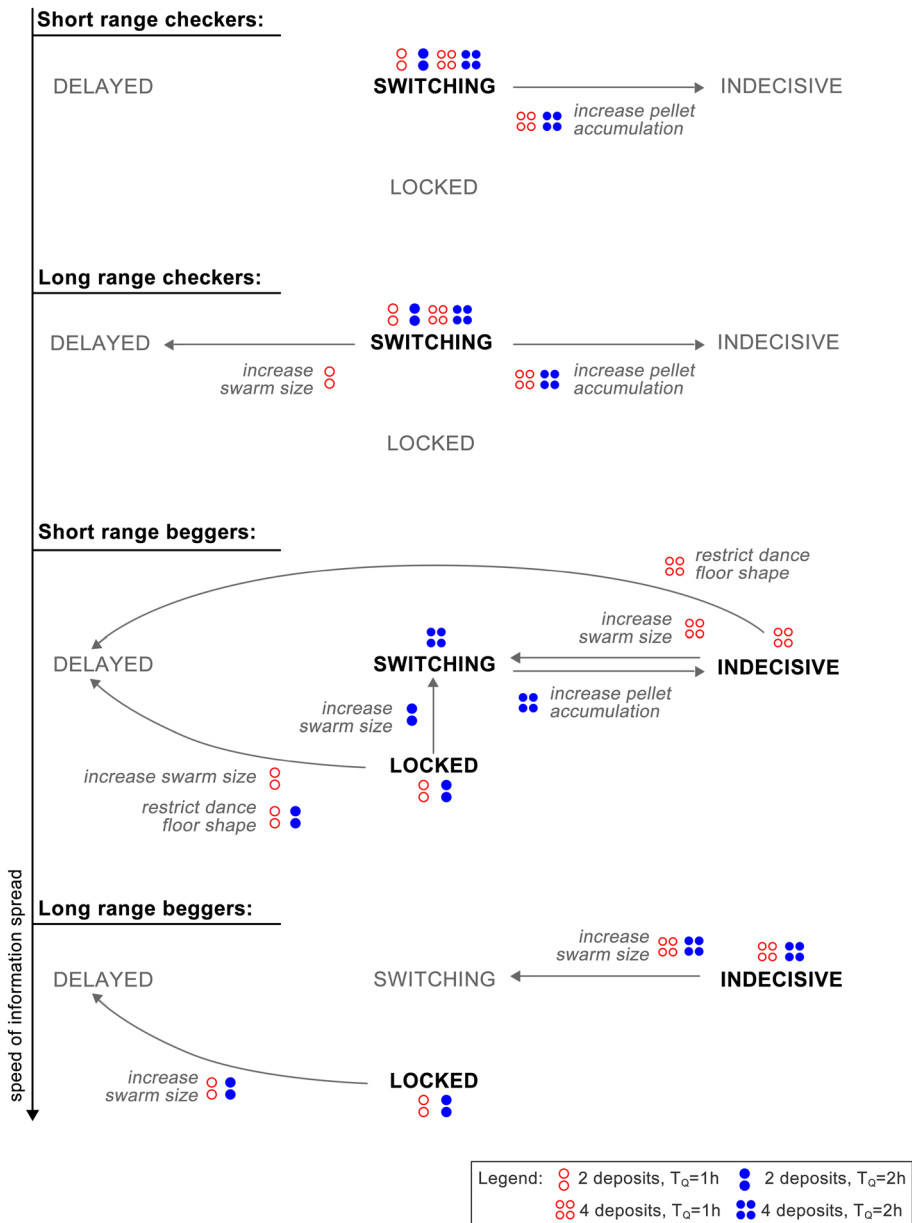 Short range checkers:
DELAYED
SWITCHING
INDECISIVE
increase pellet
accumulation
LOCKED
Long range checkers:
DELAYED
SWITCHING
INDECISIVE
increase
swarm size
increase pellet
accumulation
LOCKED
Short range beggers:
restrict dance
floor shape
increase
swarm size
DELAYED
SWITCHING
INDECISIVE
increase pellet
accumulation
increase
swarm size
LOCKED
increase swarm size
restrict dance
floor shape
speed of information spread
Long range beggers:
increase
swarm size
DELAYED
SWITCHING
INDECISIVE
LOCKED
increase
swarm size
Legend: 2 deposits, TQ=1h 2 deposits, TQ=2h
4 deposits, TQ=1h 4 deposits, TQ=2h